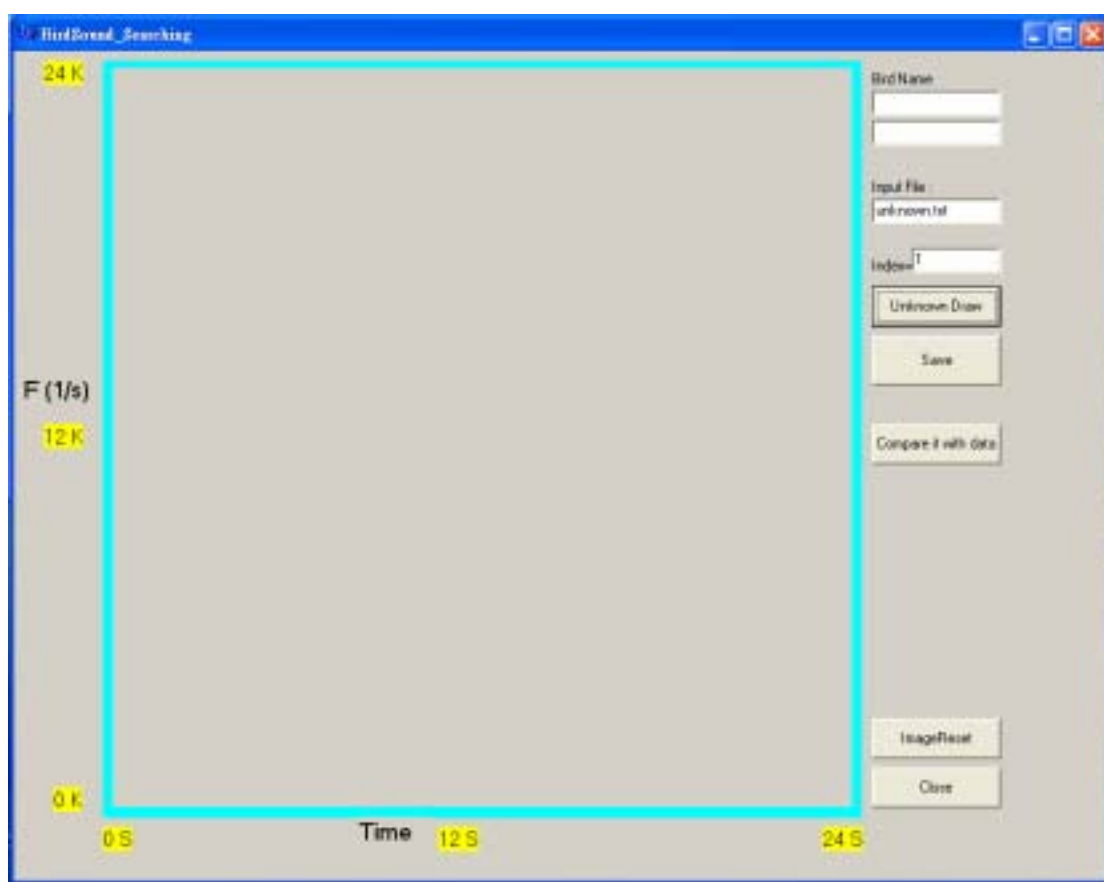 BirdSound_Searching
24 K
Bird Name
Input File
unknown.txt
Index=
1
Unknown Draw
Save
F (1/s)
12 K
Compare it with data
ImageReset
Close
0 K
0 S
Time
12 S
24 S